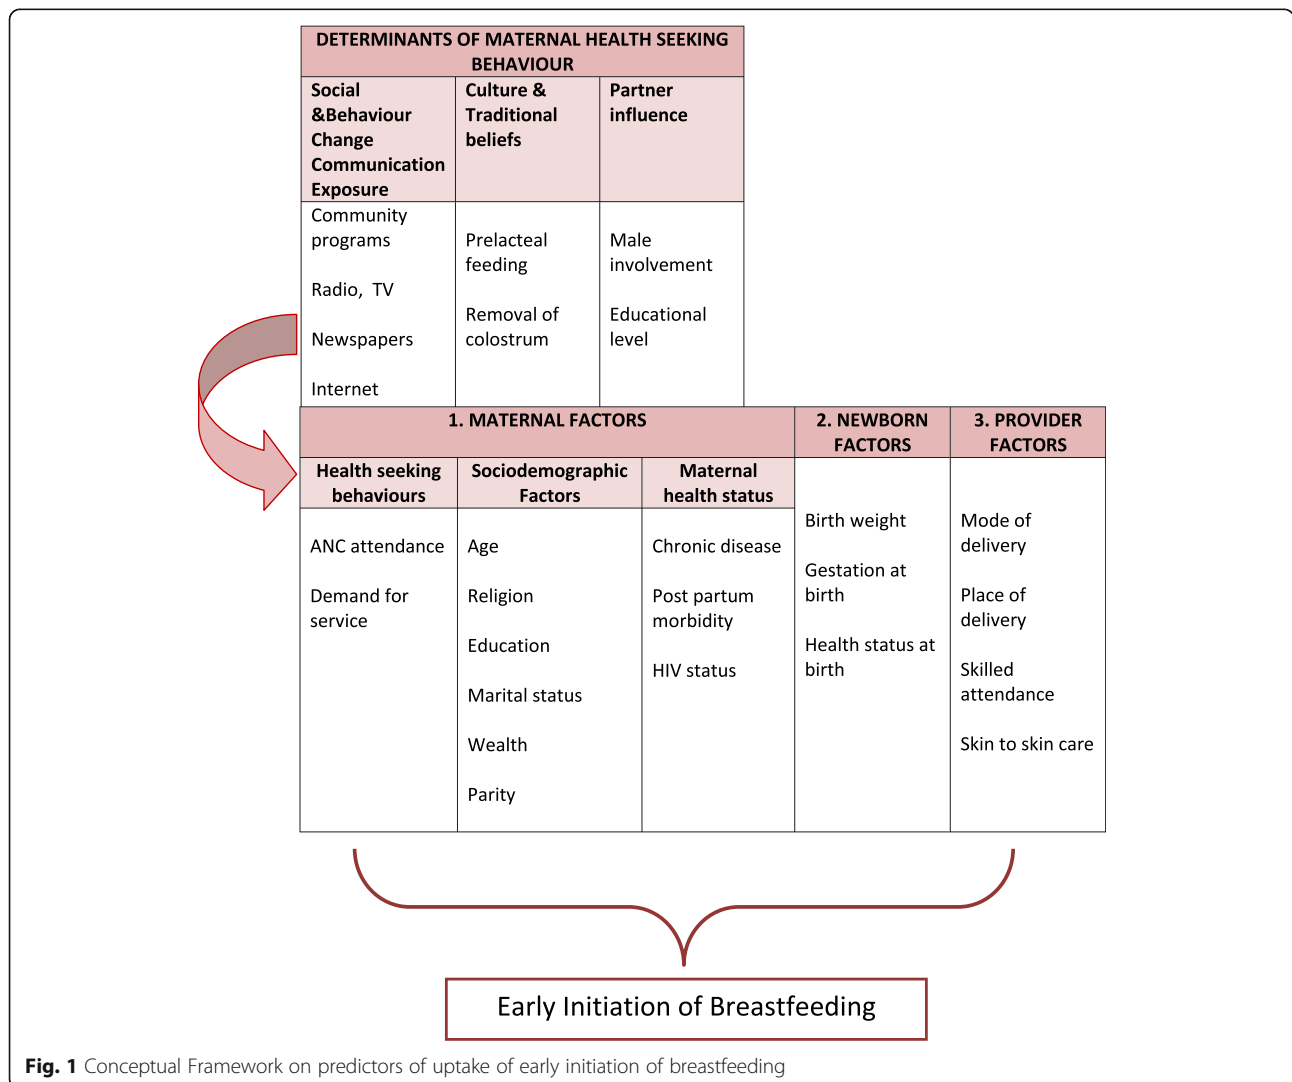 DETERMINANTS OF MATERNAL HEALTH SEEKING
BEHAVIOUR
Social
&Behaviour
Change
Communication
Exposure
Culture &
Traditional
beliefs
Partner
influence
Community
programs
Radio, TV
Newspapers
Internet
Prelacteal
feeding
Removal of
colostrum
Male
involvement
Educational
level
1. MATERNAL FACTORS
2. NEWBORN
FACTORS
3. PROVIDER
FACTORS
Health seeking
behaviours
Sociodemographic
Factors
Maternal
health status
ANC attendance
Demand for
service
Age
Religion
Education
Marital status
Wealth
Parity
Chronic disease
Post partum
morbidity
HIV status
Birth weight
Gestation at
birth
Health status at
birth
Mode of
delivery
Place of
delivery
Skilled
attendance
Skin to skin care
Early Initiation of Breastfeeding
Fig. 1 Conceptual Framework on predictors of uptake of early initiation of breastfeeding